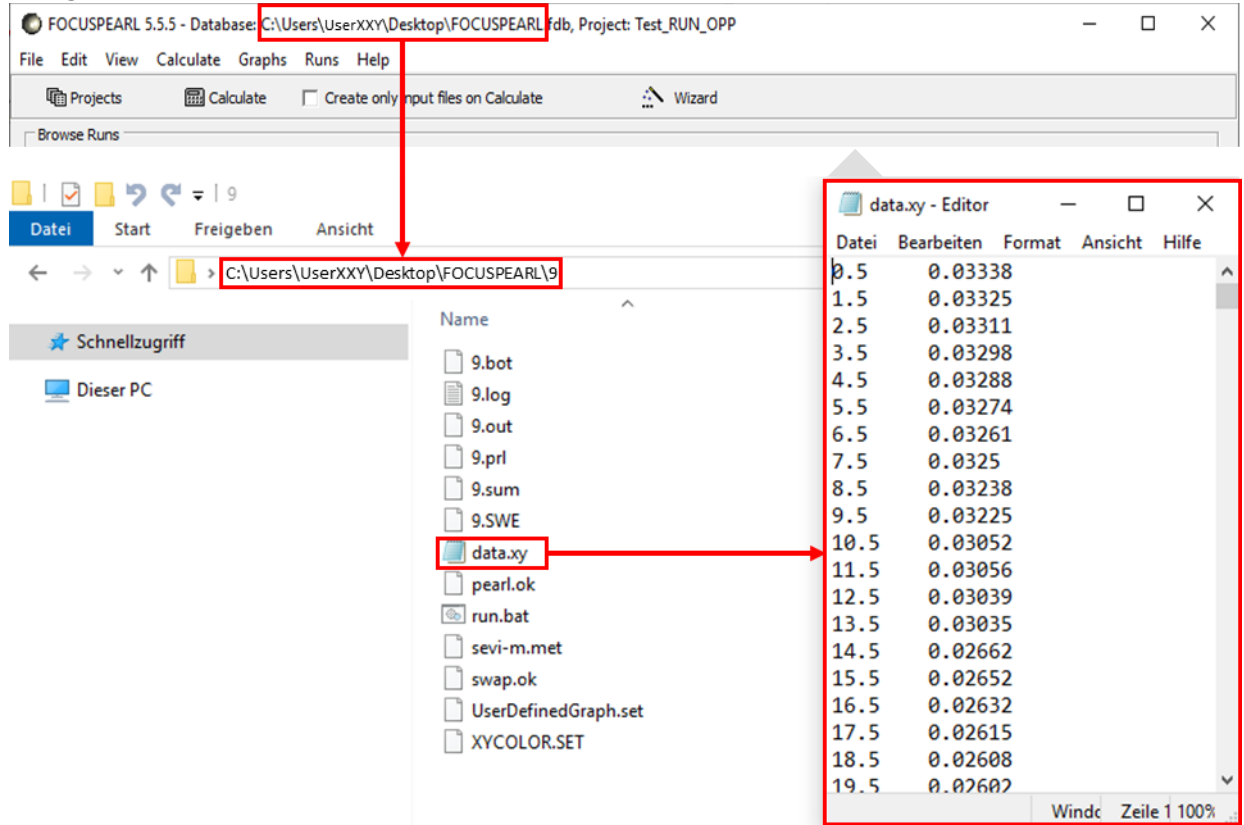 FOCUSPEARL 5.5.5 - Database: C:\Users\UserXXY\Desktop\FOCUSPEARL.fdb, Project: Test_RUN_OPP
File Edit View Calculate Graphs Runs Help
Projects Calculate Create only input files on Calculate Wizard
Browse Runs
9
Datei Start Freigeben Ansicht
C:\Users\UserXXY\Desktop\FOCUSPEARL\9
Schnellzugriff
Dieser PC
Name
9.bot
9.log
9.out
9.prl
9.sum
9.SWE
data.xy
pearl.ok
run.bat
sevi-m.met
swap.ok
UserDefinedGraph.set
XYCOLOR.SET
data.xy - Editor
Datei Bearbeiten Format Ansicht Hilfe
0.5 0.03338
1.5 0.03325
2.5 0.03311
3.5 0.03298
4.5 0.03288
5.5 0.03274
6.5 0.03261
7.5 0.0325
8.5 0.03238
9.5 0.03225
10.5 0.03052
11.5 0.03056
12.5 0.03039
13.5 0.03035
14.5 0.02662
15.5 0.02652
16.5 0.02632
17.5 0.02615
18.5 0.02608
19.5 0.02602
Windc Zeile 1 100%